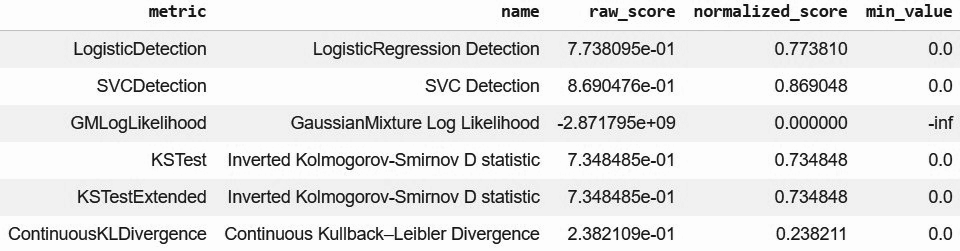 metric name raw_score normalized_score min_value
LogisticDetection LogisticRegression Detection 7.738095e-01 0.773810 0.0
SVCDetection SVC Detection 8.690476e-01 0.869048 0.0
GMLogLikelihood GaussianMixture Log Likelihood -2.871795e+09 0.000000 -inf
KSTest Inverted Kolmogorov-Smirnov D statistic 7.348485e-01 0.734848 0.0
KSTestExtended Inverted Kolmogorov-Smirnov D statistic 7.348485e-01 0.734848 0.0
ContinuousKLDivergence Continuous Kullback–Leibler Divergence 2.382109e-01 0.238211 0.0